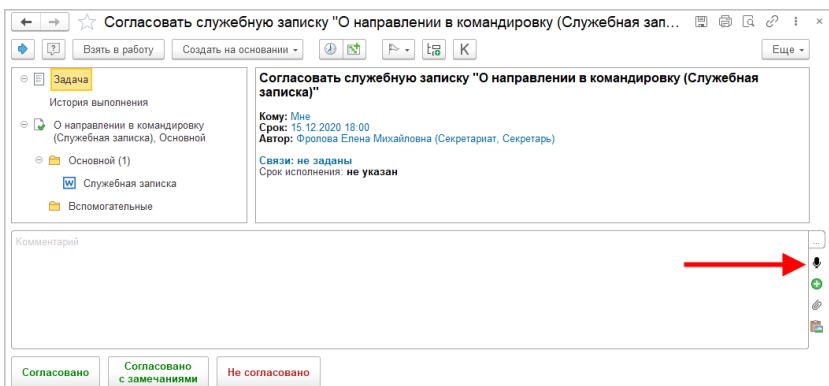 Согласовать служебную записку "О направлении в командировку (Служебная зап...
Взять в работу Создать на основании К Еще
Задача
История выполнения
О направлении в командировку
(Служебная записка), Основной
Основной (1)
Служебная записка
Вспомогательные
Согласовать служебную записку "О направлении в командировку (Служебная
записка)"
Кому: Мне
Срок: 15.12.2020 18:00
Автор: Фролова Елена Михайловна (Секретариат, Секретарь)
Связи: не заданы
Срок исполнения: не указан
Комментарий
...
Согласовано
Согласовано
с замечаниями
Не согласовано